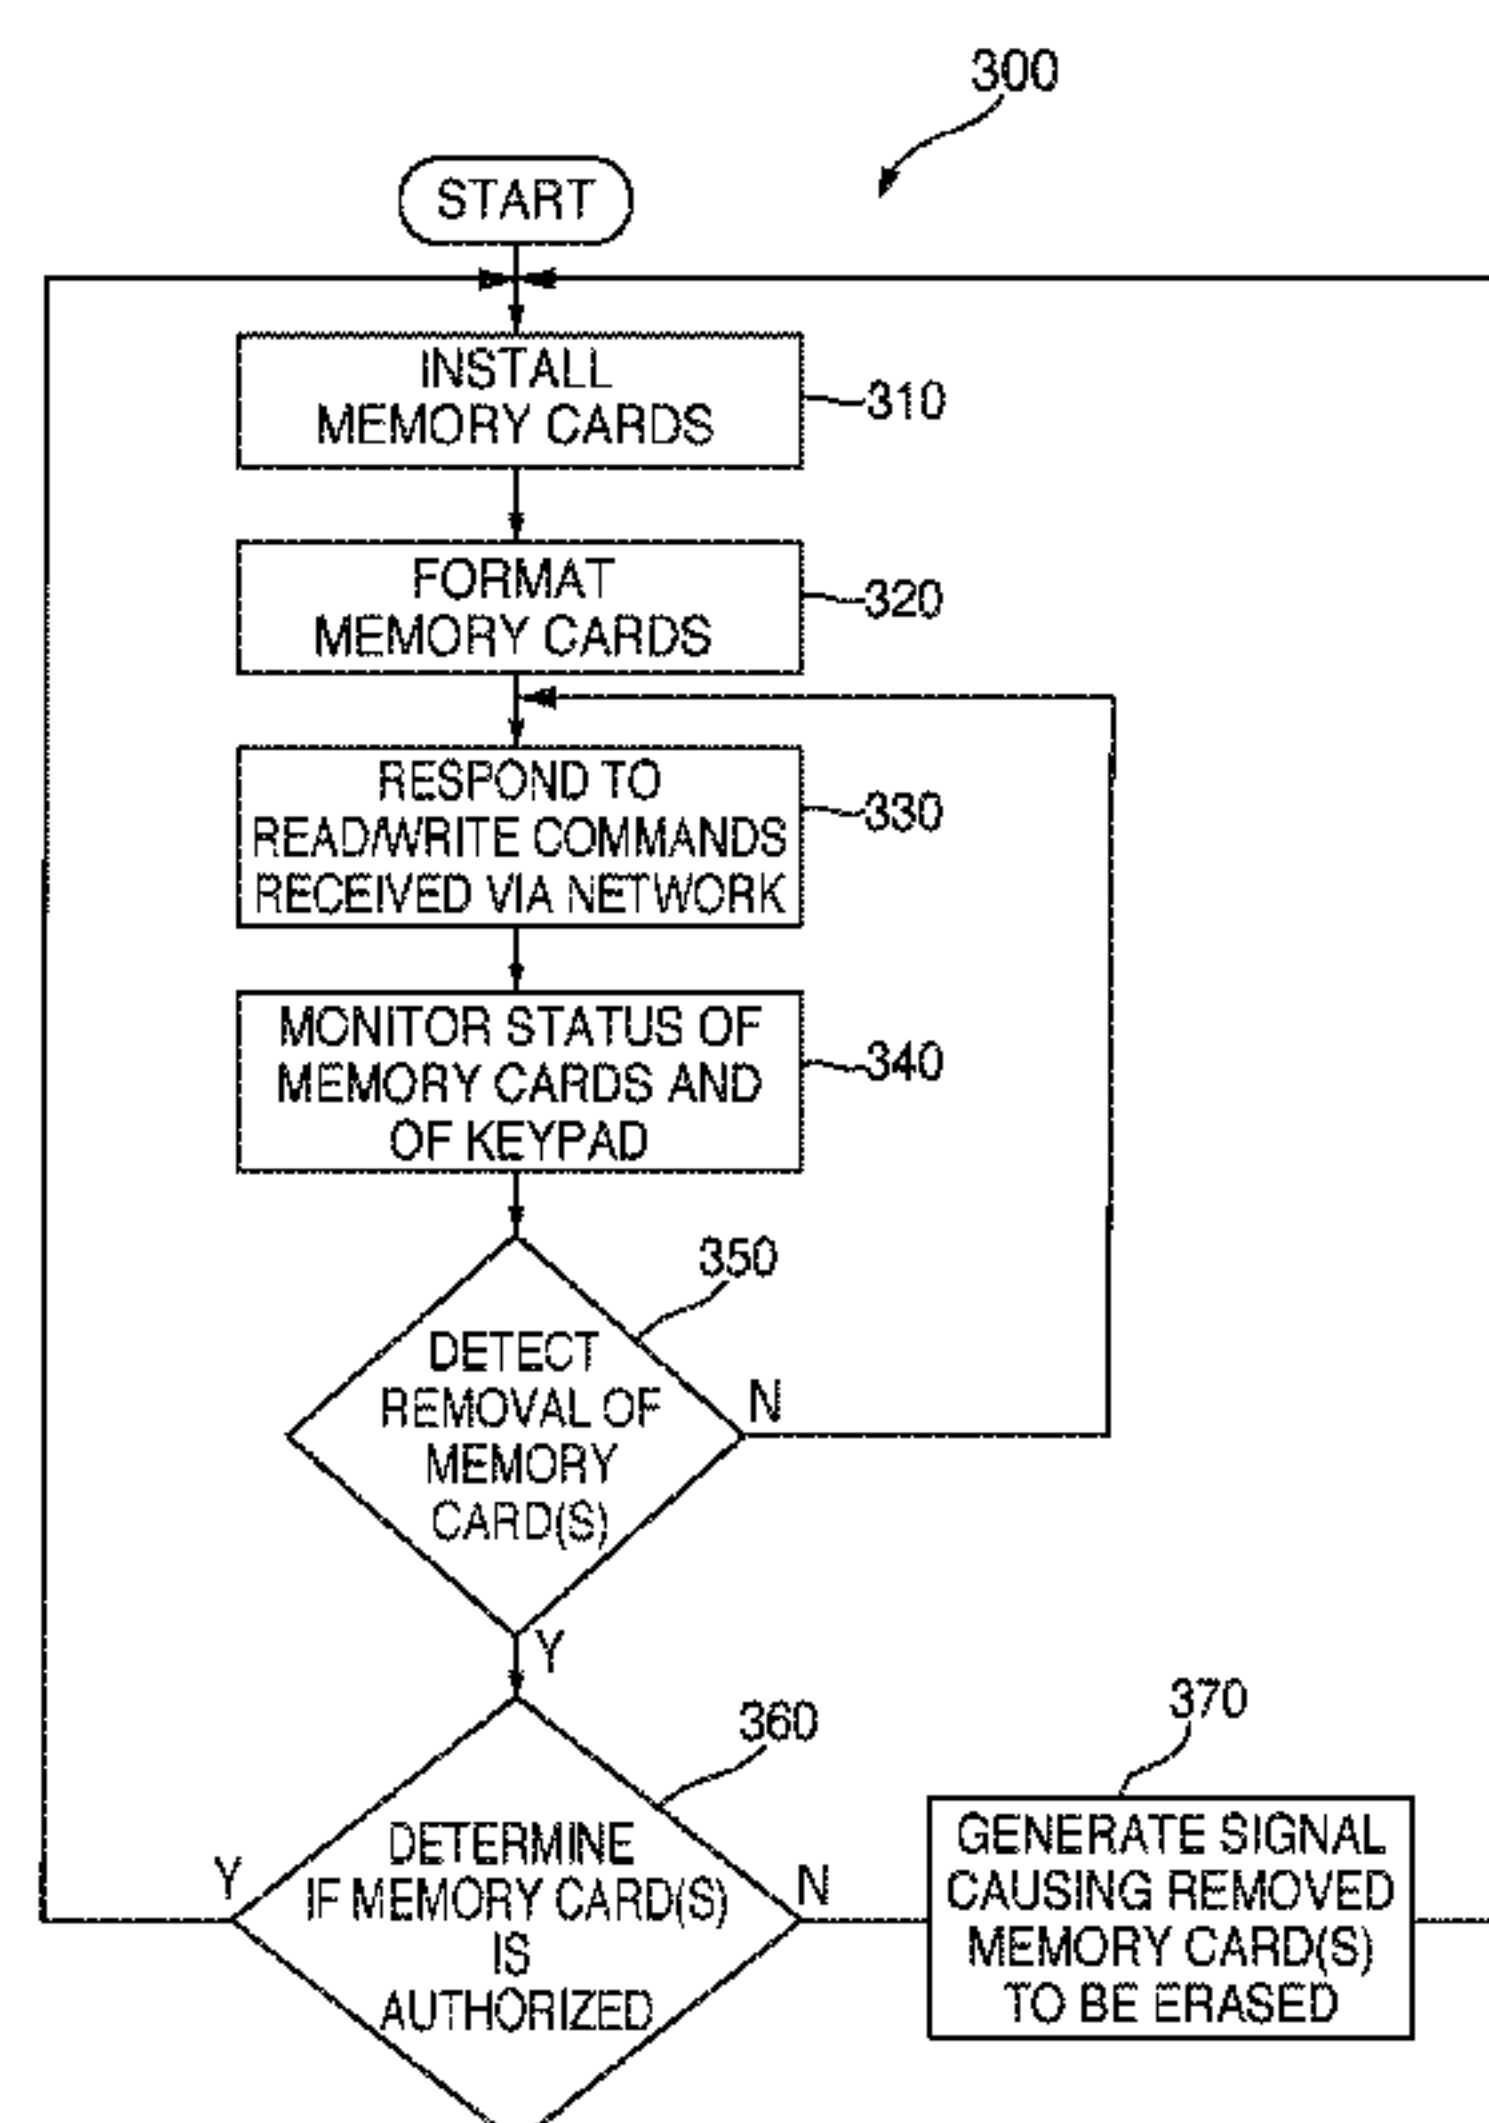 300
START
INSTALL
MEMORY CARDS
310
FORMAT
MEMORY CARDS
320
RESPOND TO
READ/WRITE COMMANDS
RECEIVED VIA NETWORK
330
MONITOR STATUS OF
MEMORY CARDS AND
OF KEYPAD
340
350
DETECT
REMOVAL OF
MEMORY
CARD(S)
N
Y
360
DETERMINE
IF MEMORY CARD(S)
IS
AUTHORIZED
Y
N
370
GENERATE SIGNAL
CAUSING REMOVED
MEMORY CARD(S)
TO BE ERASED